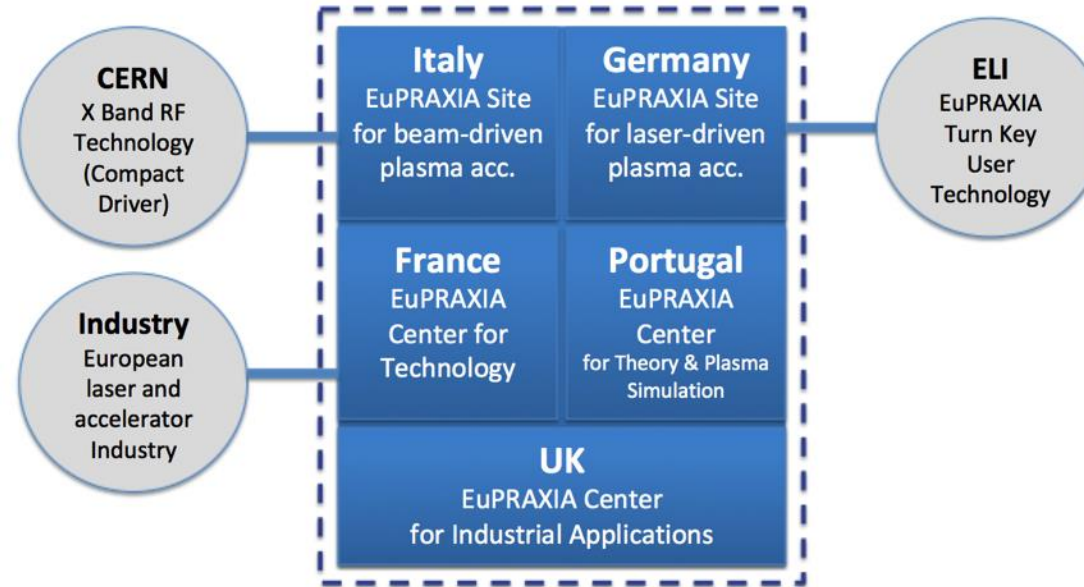 CERN
X Band RF
Technology
(Compact
Driver)
Italy
EuPRAXIA Site
for beam-driven
plasma acc.
Germany
EuPRAXIA Site
for laser-driven
plasma acc.
ELI
EuPRAXIA
Turn Key
User
Technology
Industry
European
laser and
accelerator
Industry
France
EuPRAXIA
Center for
Technology
Portugal
EuPRAXIA
Center
for Theory & Plasma
Simulation
UK
EuPRAXIA Center
for Industrial Applications